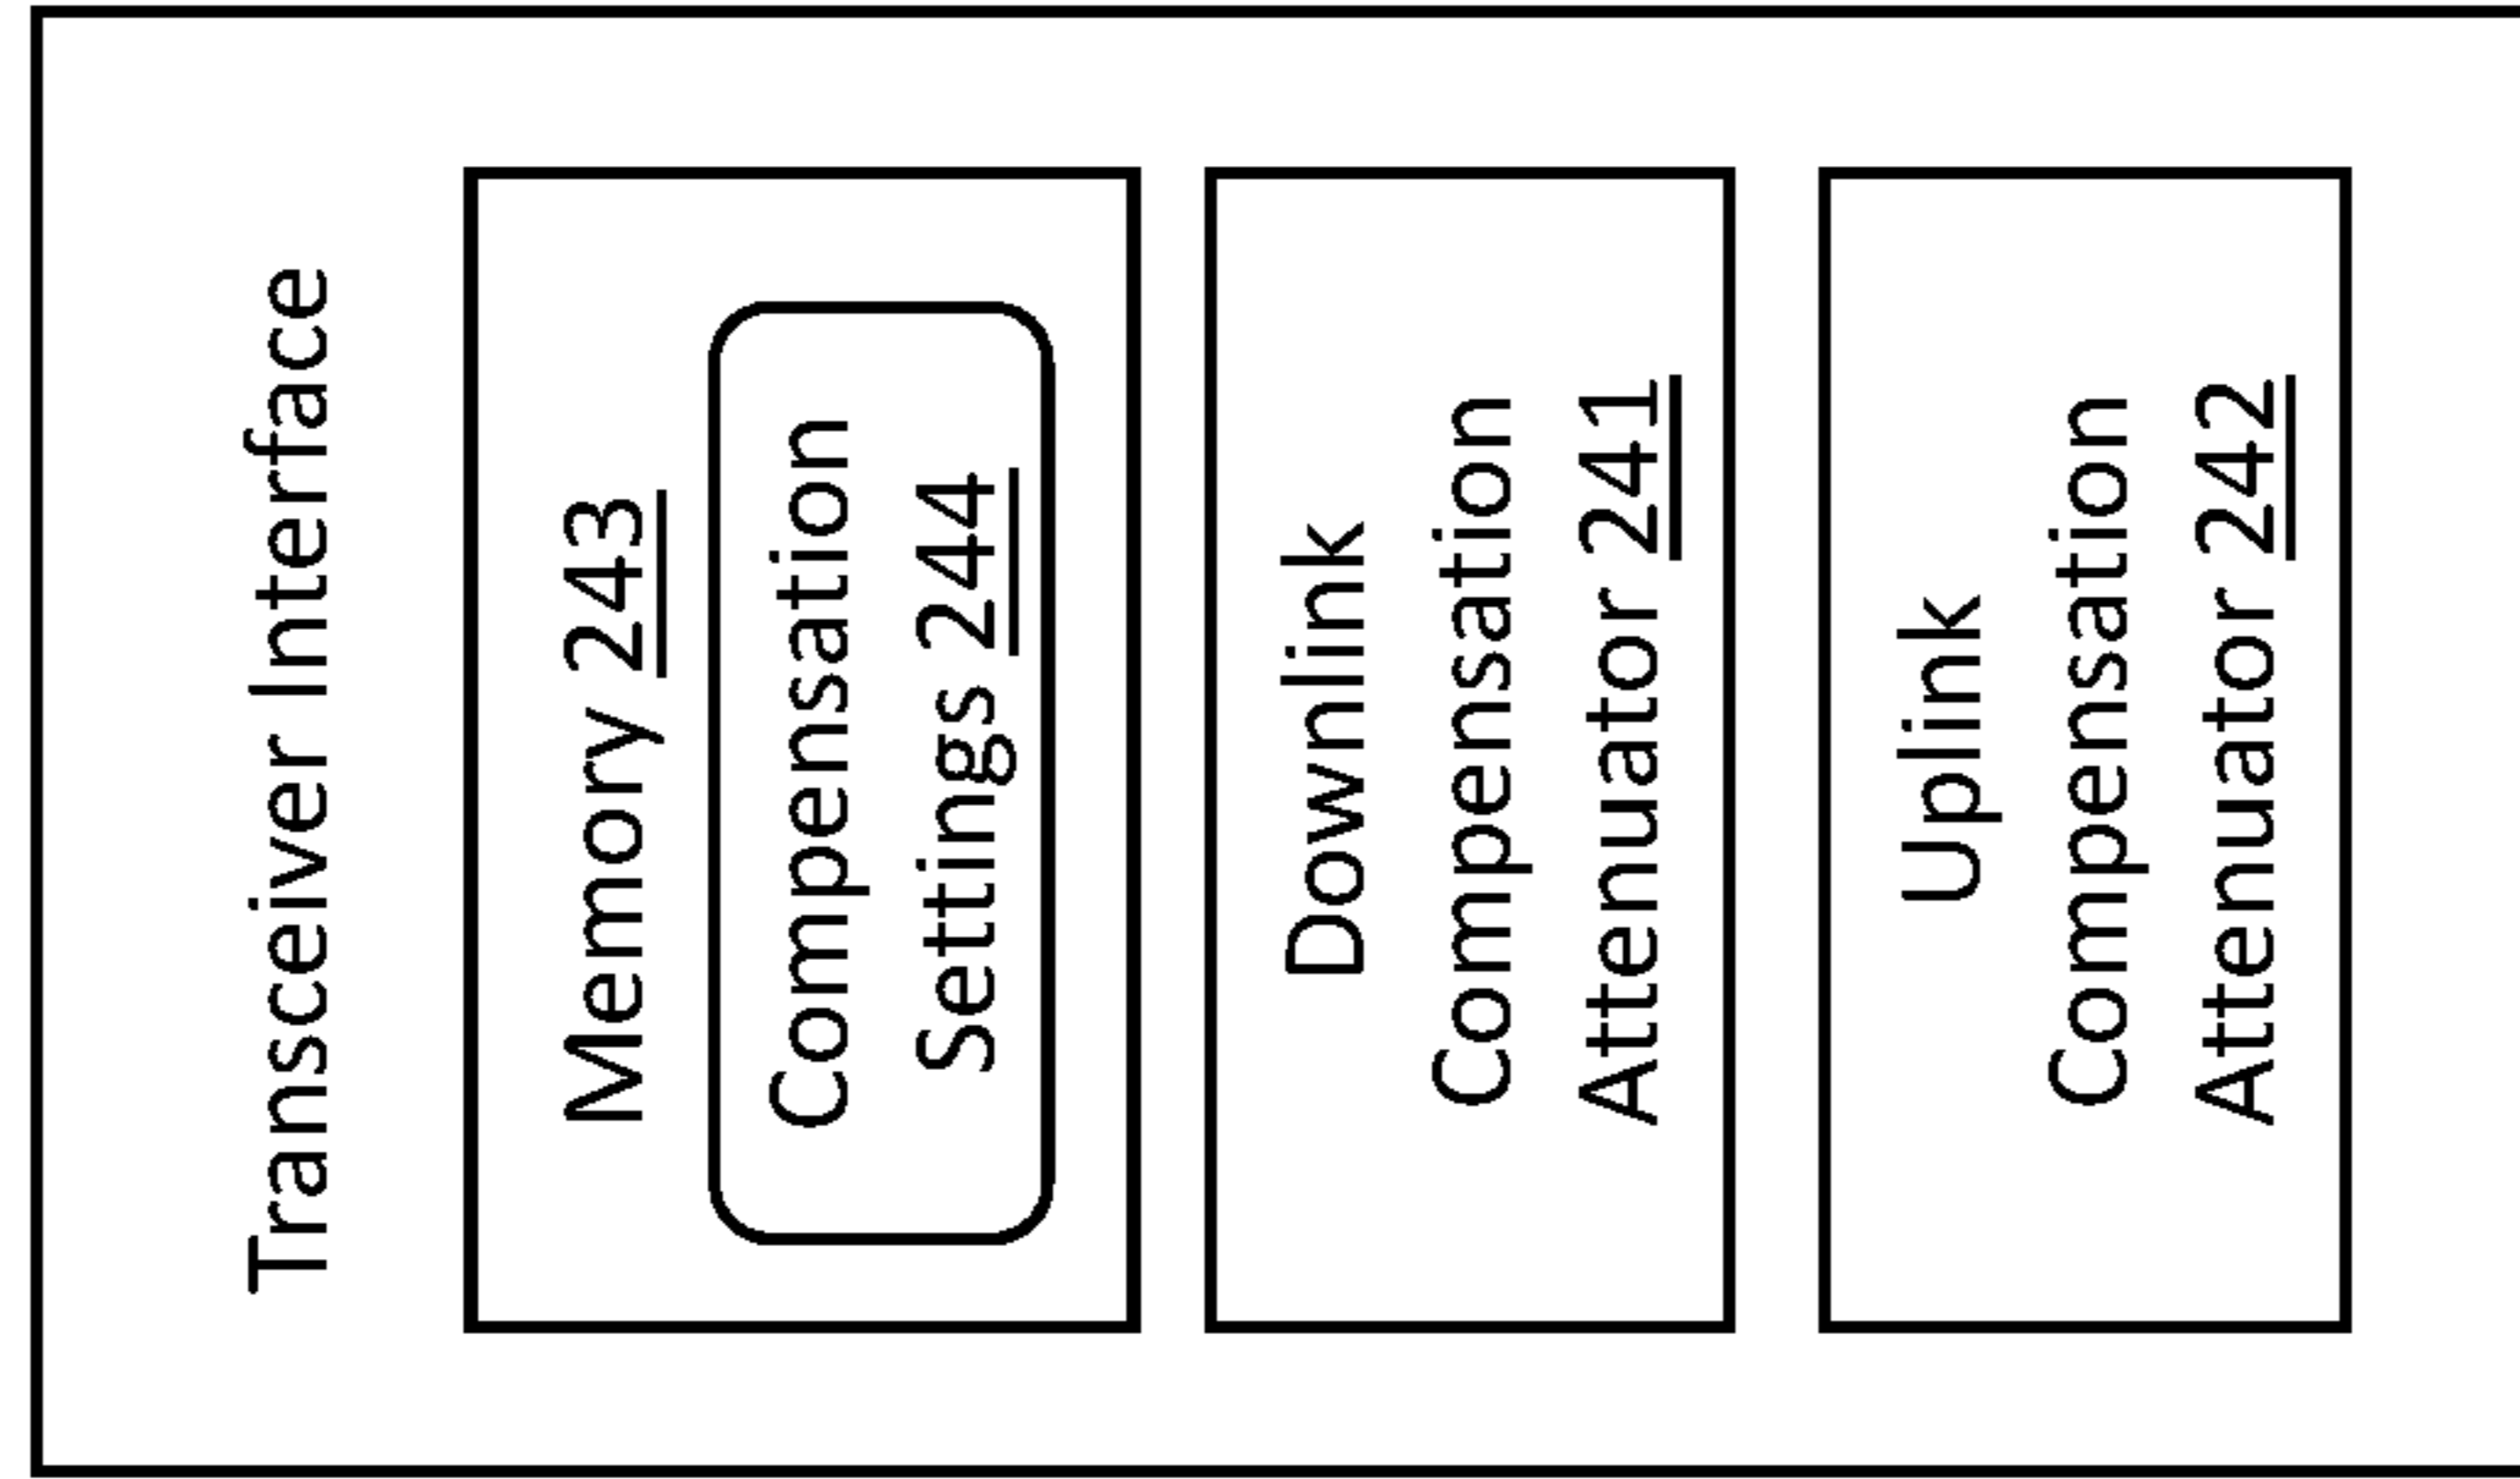 Transceiver Interface
Memory 243
Compensation
Settings 244
Downlink
Compensation
Attenuator 241
Uplink
Compensation
Attenuator 242